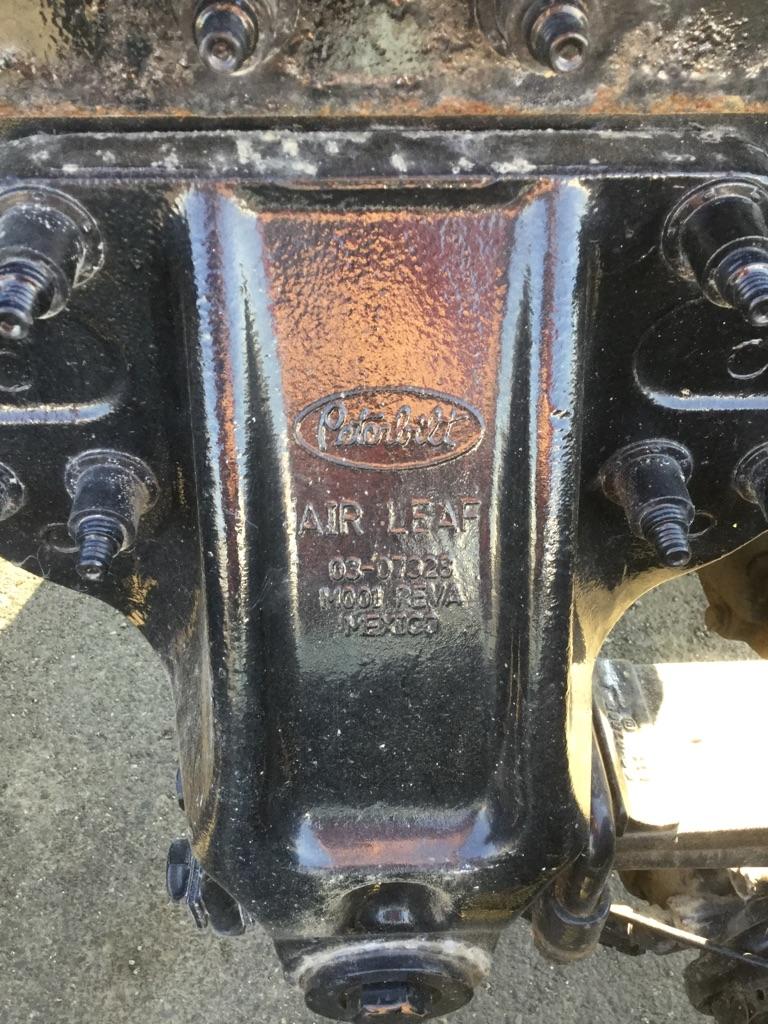 Peterbilt
AIR LEAF
03-07328
M001 REVA
MEXICO